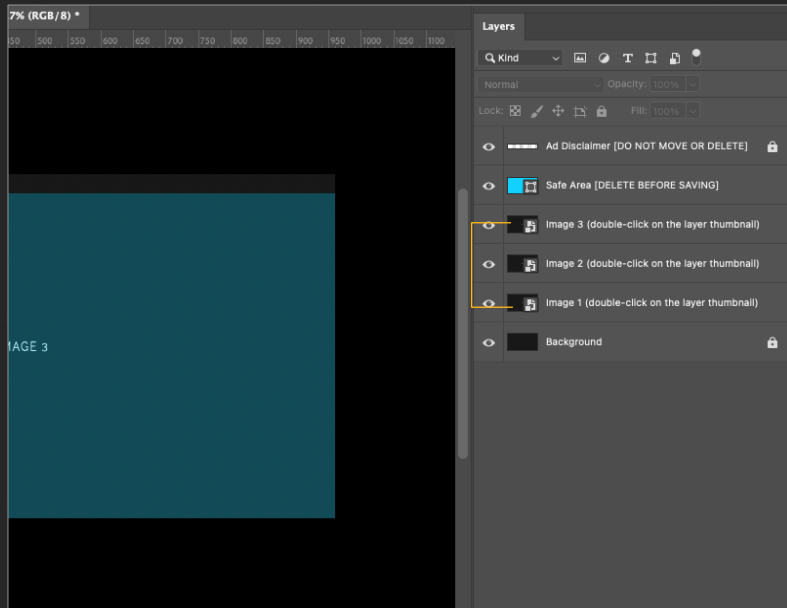 7% (RGB/8) *
500 550 600 650 700 750 800 850 900 950 1000 1050 1100
MAGE 3
Layers
Kind
Normal Opacity: 100%
Lock: Fill: 100%
Ad Disclaimer [DO NOT MOVE OR DELETE]
Safe Area [DELETE BEFORE SAVING]
Image 3 (double-click on the layer thumbnail)
Image 2 (double-click on the layer thumbnail)
Image 1 (double-click on the layer thumbnail)
Background